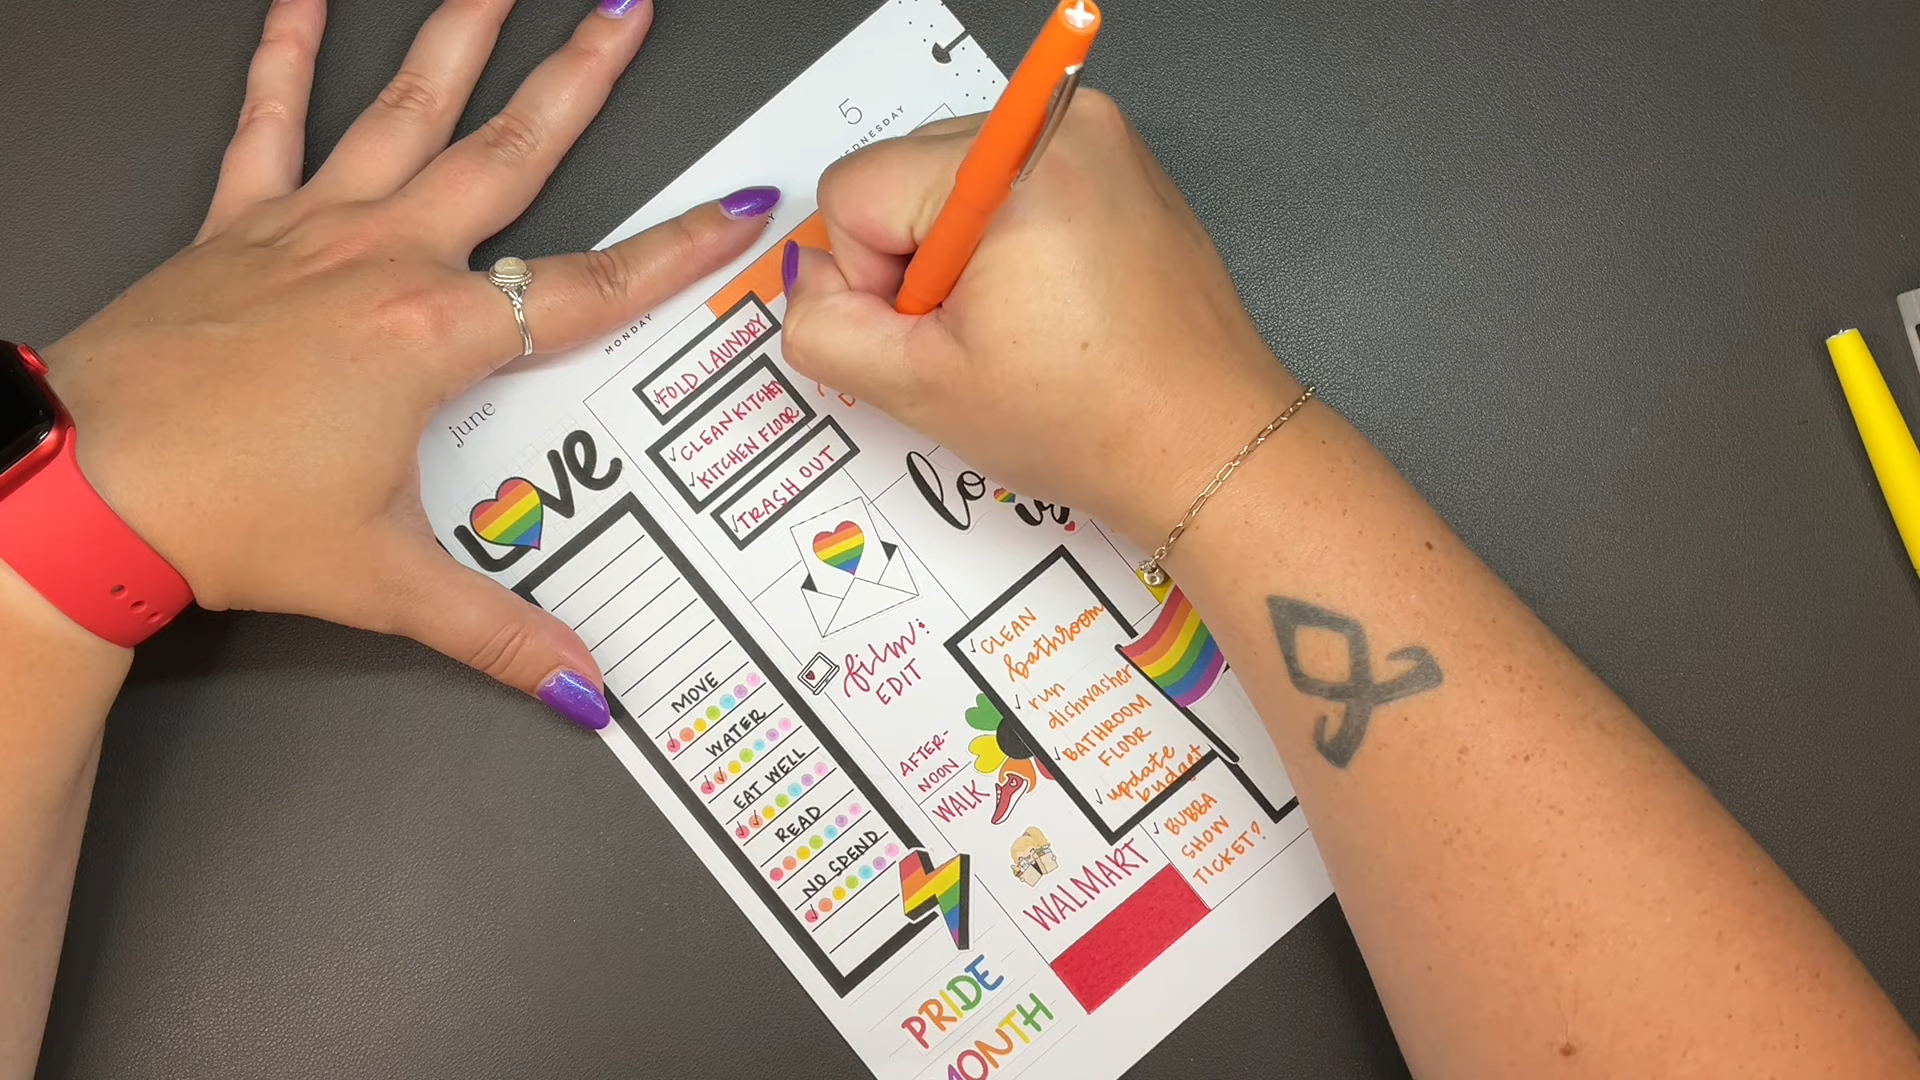 5
june
MONDAY
LOVE
✓FOLD LAUNDRY
✓CLEAN KITCHEN
✓KITCHEN FLOOR
✓TRASH OUT
film:
EDIT
AFTER-
NOON
WALK
WALMART
✓CLEAN
bathroom
✓run
dishwasher
✓BATHROOM
FLOOR
✓update
budget
✓BUBBA
SHOW
TICKET?
MOVE
WATER
EAT WELL
READ
NO SPEND
PRIDE
MONTH